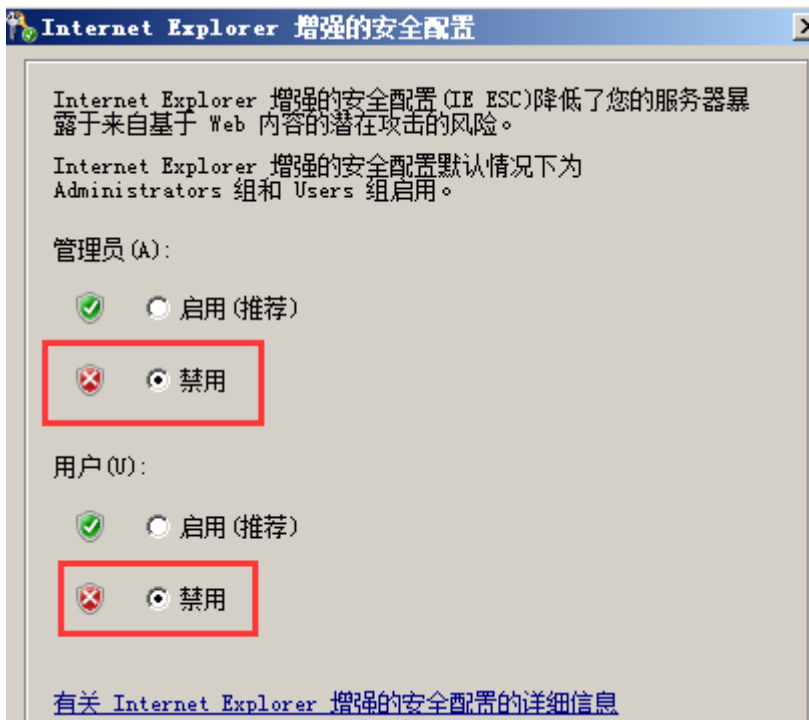 Internet Explorer 增强的安全配置
Internet Explorer 增强的安全配置(IE ESC)降低了您的服务器暴
露于来自基于 Web 内容的潜在攻击的风险。
Internet Explorer 增强的安全配置默认情况下为
Administrators 组和 Users 组启用。
管理员(A):
启用(推荐)
禁用
用户(U):
启用(推荐)
禁用
有关 Internet Explorer 增强的安全配置的详细信息